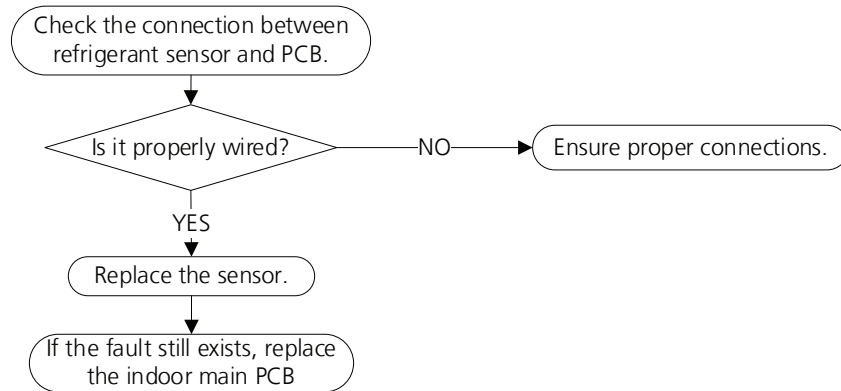 Check the connection between
refrigerant sensor and PCB.
Is it properly wired?
NO
Ensure proper connections.
YES
Replace the sensor.
If the fault still exists, replace
the indoor main PCB